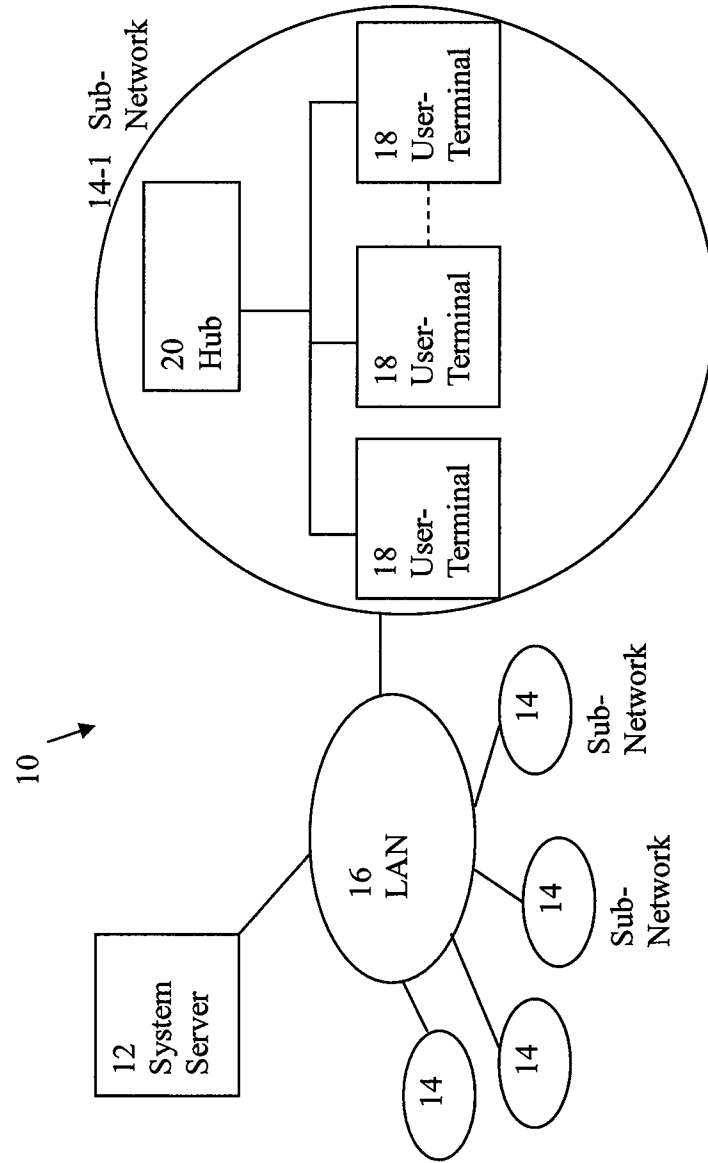 10
12
System
Server
16
LAN
14
14
14
Sub-
Network
14
Sub-
Network
14-1 Sub-
Network
20
Hub
18
User-
Terminal
18
User-
Terminal
18
User-
Terminal